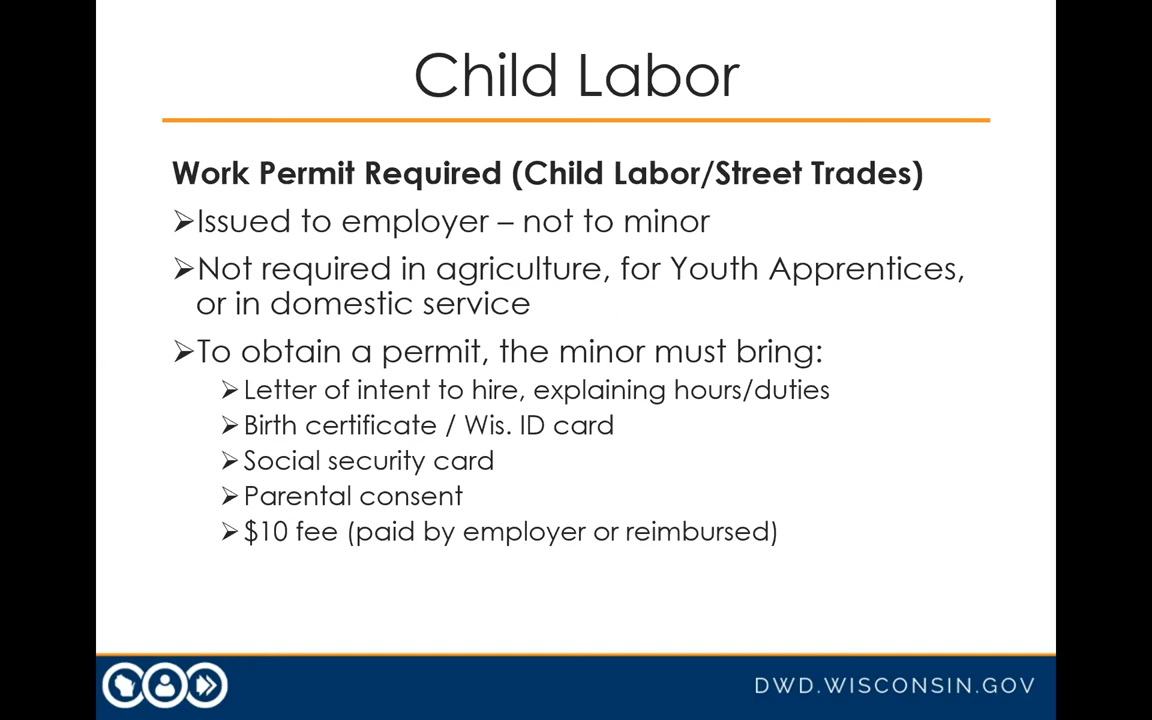 Child Labor
Work Permit Required (Child Labor/Street Trades)
➢Issued to employer – not to minor
➢Not required in agriculture, for Youth Apprentices,
or in domestic service
➢To obtain a permit, the minor must bring:
➢Letter of intent to hire, explaining hours/duties
➢Birth certificate / Wis. ID card
➢Social security card
➢Parental consent
➢$10 fee (paid by employer or reimbursed)
DWD.WISCONSIN.GOV